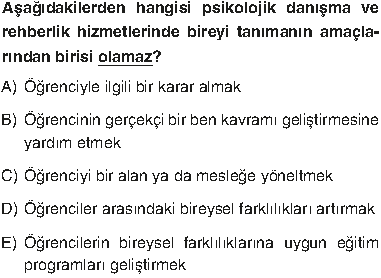 Aşağıdakilerden hangisi psikolojik danışma ve
rehberlik hizmetlerinde bireyi tanımanın amaçla-
rından birisi olamaz?
A) Öğrenciyle ilgili bir karar almak
B) Öğrencinin gerçekçi bir ben kavramı geliştirmesine
yardım etmek
C) Öğrenciyi bir alan ya da mesleğe yöneltmek
D) Öğrenciler arasındaki bireysel farklılıkları artırmak
E) Öğrencilerin bireysel farklılıklarına uygun eğitim
programları geliştirmek